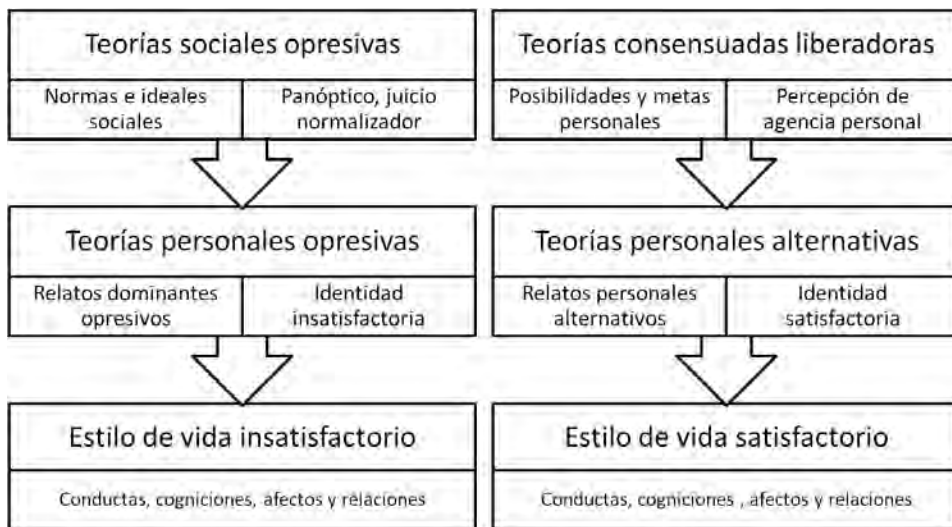 Teorías sociales opresivas
Normas e ideales
sociales
Panóptico, juicio
normalizador
Teorías personales opresivas
Relatos dominantes
opresivos
Identidad
insatisfactoria
Estilo de vida insatisfactorio
Conductas, cogniciones, afectos y relaciones
Teorías consensuadas liberadoras
Posibilidades y metas
personales
Percepción de
agencia personal
Teorías personales alternativas
Relatos personales
alternativos
Identidad
satisfactoria
Estilo de vida satisfactorio
Conductas, cogniciones , afectos y relaciones